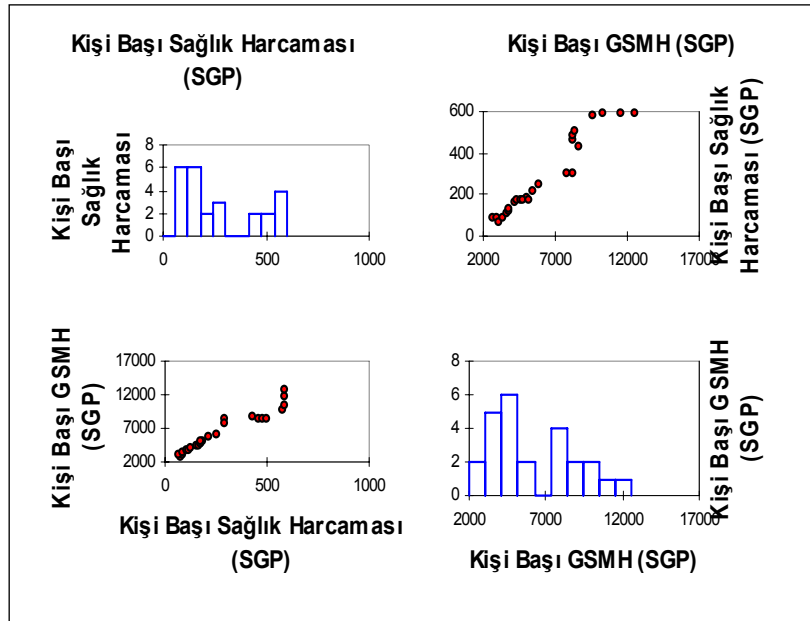 Kişi Başı Sağlık Harcaması
(SGP)
Kişi Başı
Sağlık
Harcaması
8
6
4
2
0
0
500
1000
Kişi Başı GSMH (SGP)
600
400
200
0
2000
7000
12000
17000
Kişi Başı Sağlık
Harcaması (SGP)
Kişi Başı GSMH
(SGP)
17000
12000
7000
2000
0
500
1000
Kişi Başı Sağlık Harcaması
(SGP)
8
6
4
2
0
2000
7000
12000
17000
Kişi Başı GSMH
(SGP)
Kişi Başı GSMH (SGP)